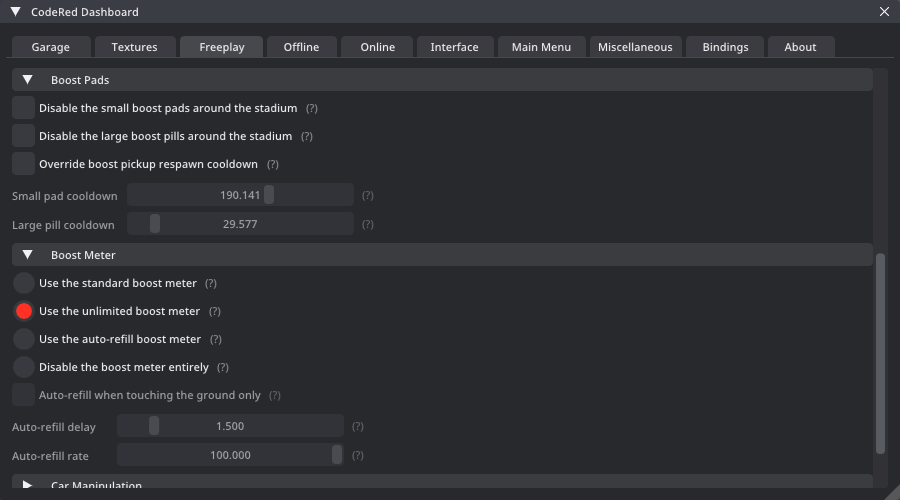 CodeRed Dashboard
Garage Textures Freeplay Offline Online Interface Main Menu Miscellaneous Bindings About
Boost Pads
Disable the small boost pads around the stadium (?)
Disable the large boost pills around the stadium (?)
Override boost pickup respawn cooldown (?)
Small pad cooldown 190.141 (?)
Large pill cooldown 29.577 (?)
Boost Meter
Use the standard boost meter (?)
Use the unlimited boost meter (?)
Use the auto-refill boost meter (?)
Disable the boost meter entirely (?)
Auto-refill when touching the ground only (?)
Auto-refill delay 1.500 (?)
Auto-refill rate 100.000 (?)
Car Manipulation